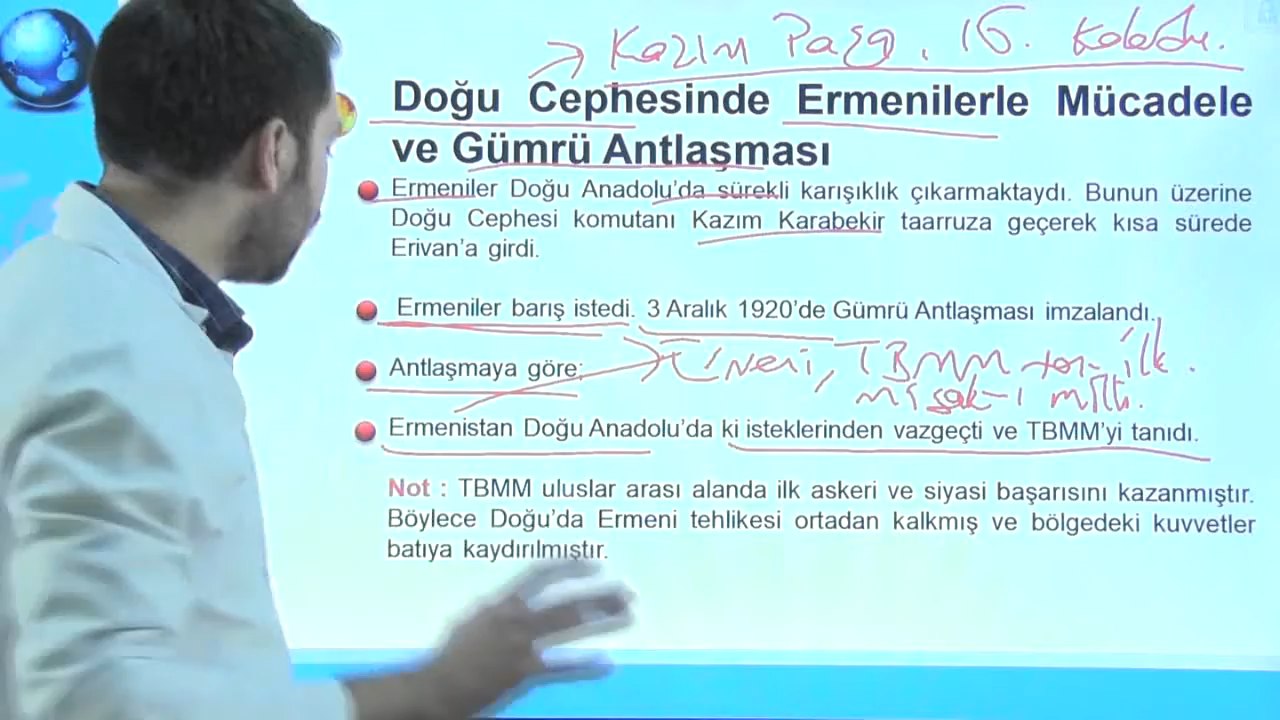 Kazım Paşa, 15. Kolordu.
Doğu Cephesinde Ermenilerle Mücadele
ve Gümrü Antlaşması
Ermeniler Doğu Anadolu'da sürekli karışıklık çıkarmaktaydı. Bunun üzerine
Doğu Cephesi komutanı Kazım Karabekir taarruza geçerek kısa sürede
Erivan'a girdi.
Ermeniler barış istedi. 3 Aralık 1920'de Gümrü Antlaşması imzalandı.
TBMM ilk.
Antlaşmaya göre;
misak-ı milli.
Ermenistan Doğu Anadolu'da ki isteklerinden vazgeçti ve TBMM'yi tanıdı.
Not : TBMM uluslar arası alanda ilk askeri ve siyasi başarısını kazanmıştır.
Böylece Doğu'da Ermeni tehlikesi ortadan kalkmış ve bölgedeki kuvvetler
batıya kaydırılmıştır.